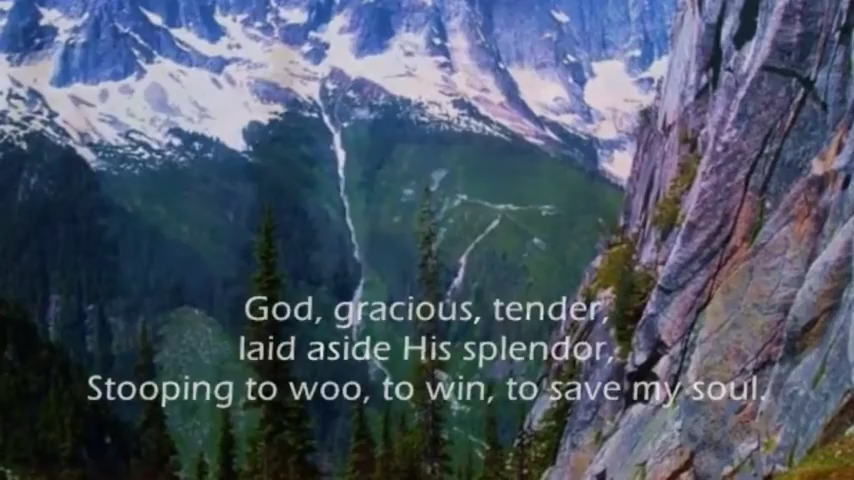 God, gracious, tender,
laid aside His splendor,
Stooping to woo, to win, to save my soul.